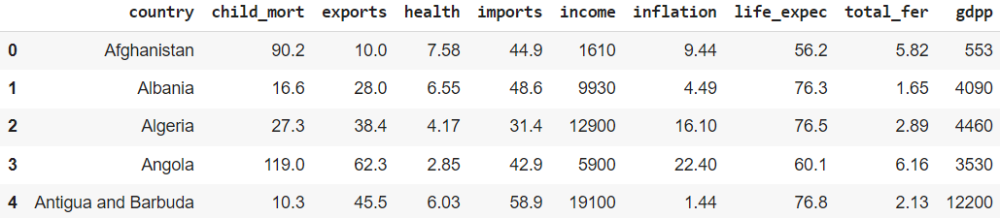 country child_mort exports health imports income inflation life_expec total_fer gdpp
0 Afghanistan 90.2 10.0 7.58 44.9 1610 9.44 56.2 5.82 553
1 Albania 16.6 28.0 6.55 48.6 9930 4.49 76.3 1.65 4090
2 Algeria 27.3 38.4 4.17 31.4 12900 16.10 76.5 2.89 4460
3 Angola 119.0 62.3 2.85 42.9 5900 22.40 60.1 6.16 3530
4 Antigua and Barbuda 10.3 45.5 6.03 58.9 19100 1.44 76.8 2.13 12200